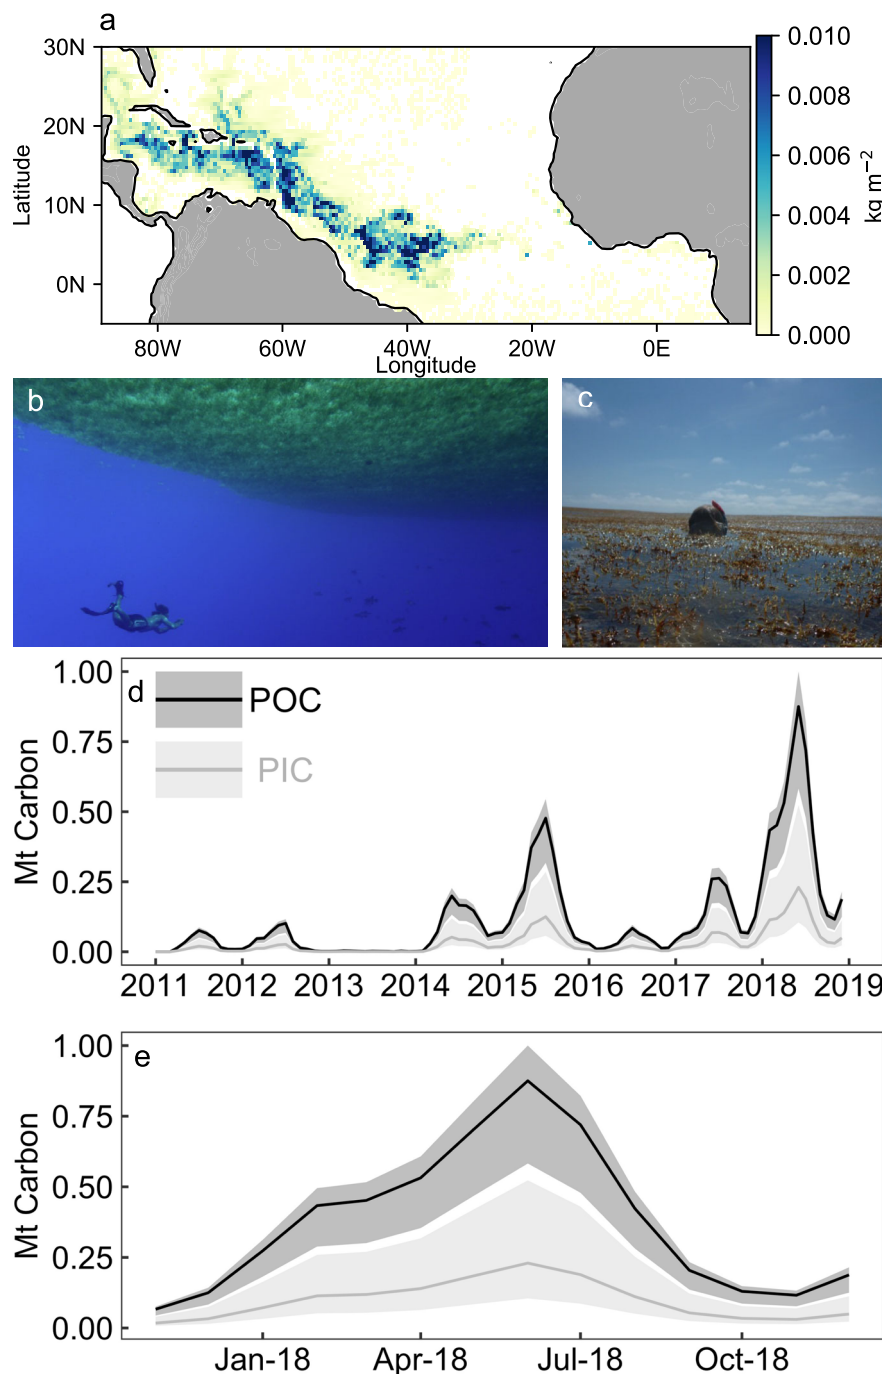 a
30N
20N
10N
0N
Latitude
80W 60W 40W 20W 0E
Longitude
0.010
0.008
0.006
0.004
0.002
0.000
kg m⁻²
b
c
d
POC
PIC
1.00
0.75
0.50
0.25
0.00
Mt Carbon
2011 2012 2013 2014 2015 2016 2017 2018 2019
e
1.00
0.75
0.50
0.25
0.00
Mt Carbon
Jan-18 Apr-18 Jul-18 Oct-18